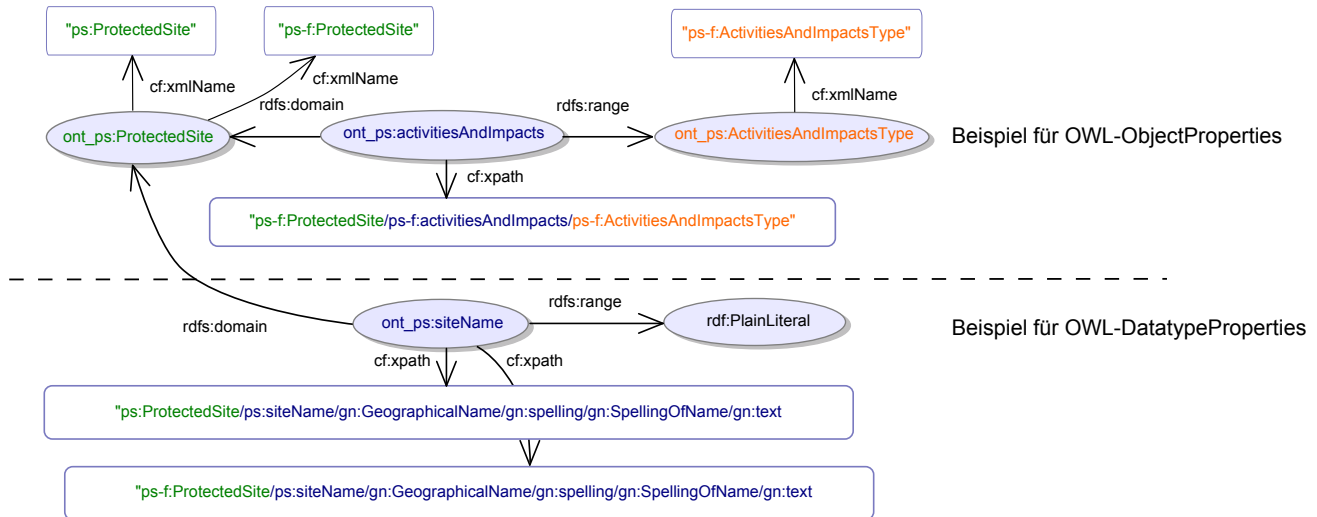 "ps:ProtectedSite"
"ps-f:ProtectedSite"
"ps-f:ActivitiesAndImpactsType"
cf:xmlName
cf:xmlName
cf:xmlName
rdfs:domain
rdfs:range
ont_ps:ProtectedSite
ont_ps:activitiesAndImpacts
ont_ps:ActivitiesAndImpactsType
Beispiel für OWL-ObjectProperties
cf:xpath
"ps-f:ProtectedSite/ps-f:activitiesAndImpacts/ps-f:ActivitiesAndImpactsType"
rdfs:range
rdfs:domain
ont_ps:siteName
rdf:PlainLiteral
Beispiel für OWL-DatatypeProperties
cf:xpath
cf:xpath
"ps:ProtectedSite/ps:siteName/gn:GeographicalName/gn:spelling/gn:SpellingOfName/gn:text
"ps-f:ProtectedSite/ps:siteName/gn:GeographicalName/gn:spelling/gn:SpellingOfName/gn:text